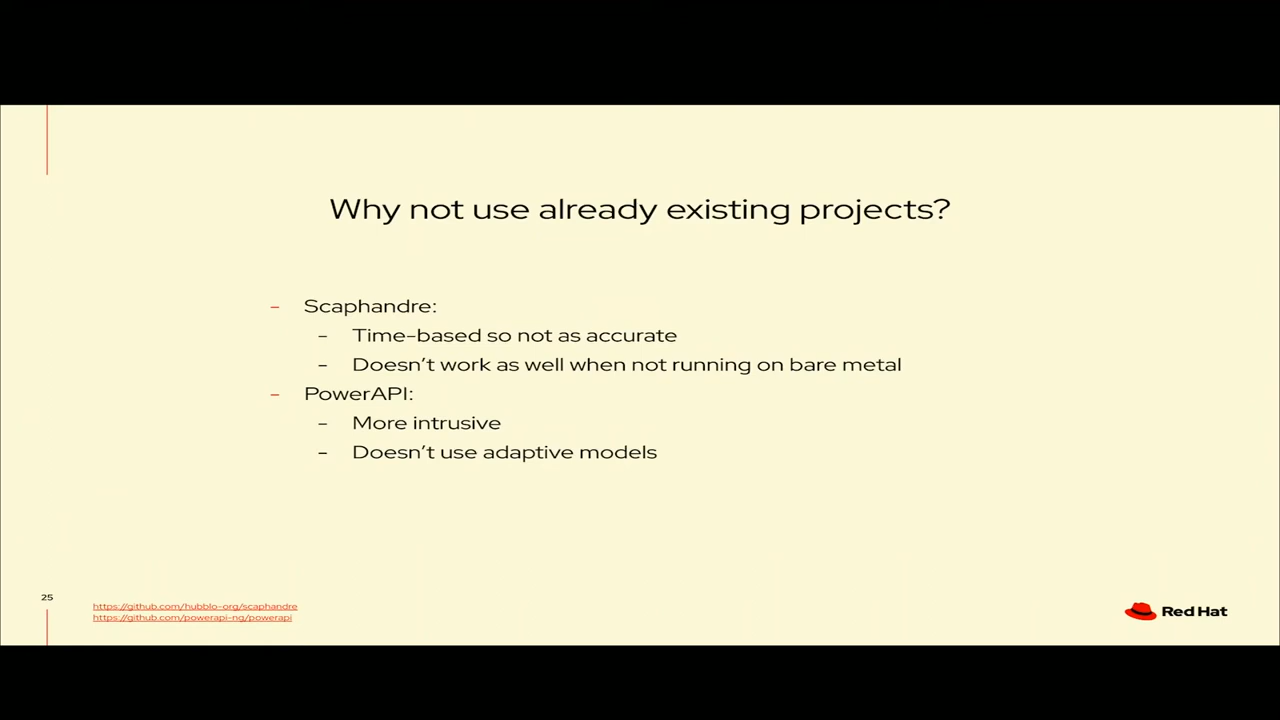 Why not use already existing projects?
- Scaphandre:
- Time-based so not as accurate
- Doesn't work as well when not running on bare metal
- PowerAPI:
- More intrusive
- Doesn't use adaptive models
25
https://github.com/hubblo-org/scaphandre
https://github.com/powerapi-ng/powerapi
Red Hat